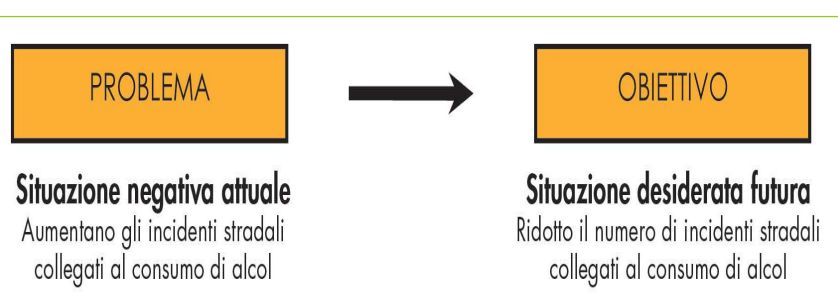 PROBLEMA
OBIETTIVO
Situazione negativa attuale
Aumentano gli incidenti stradali
collegati al consumo di alcol
Situazione desiderata futura
Ridotto il numero di incidenti stradali
collegati al consumo di alcol